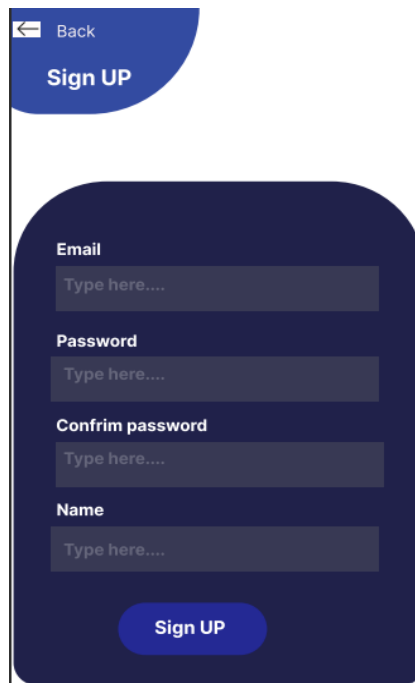 Back
Sign UP
Email
Type here....
Password
Type here....
Confrim password
Type here....
Name
Type here....
Sign UP